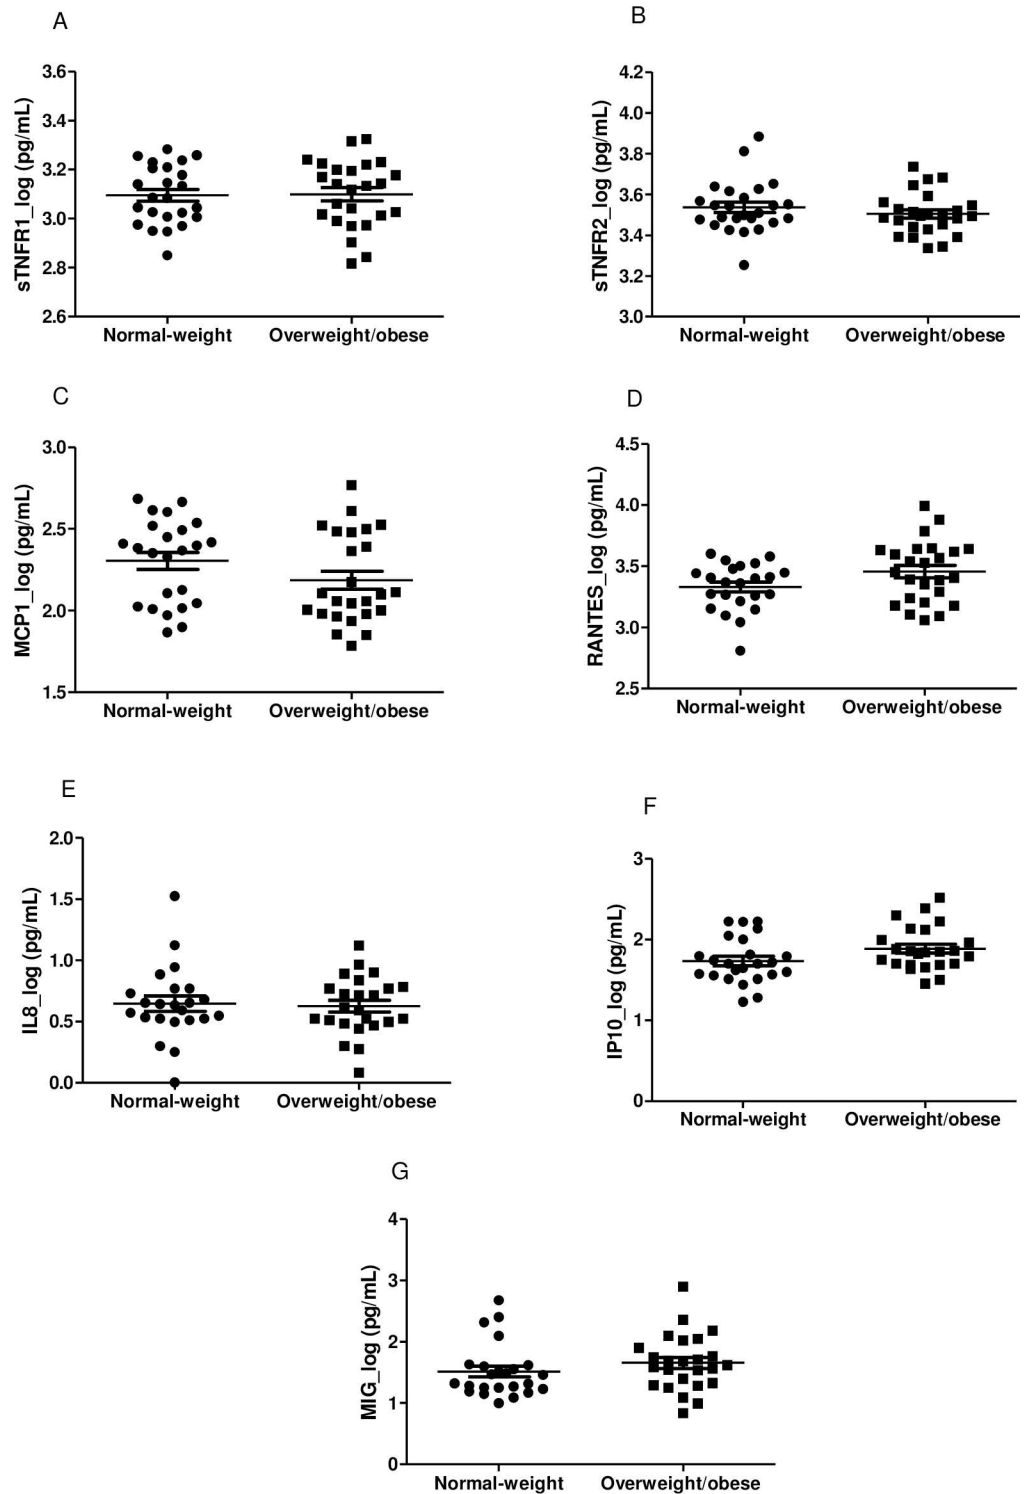 A
sTNFR1_log (pg/mL)
3.6
3.4
3.2
3.0
2.8
2.6
Normal-weight
Overweight/obese
B
sTNFR2_log (pg/mL)
4.2
4.0
3.8
3.6
3.4
3.2
3.0
Normal-weight
Overweight/obese
C
MCP1_log (pg/mL)
3.0
2.5
2.0
1.5
Normal-weight
Overweight/obese
D
RANTES_log (pg/mL)
4.5
4.0
3.5
3.0
2.5
Normal-weight
Overweight/obese
E
IL8_log (pg/mL)
2.0
1.5
1.0
0.5
0.0
Normal-weight
Overweight/obese
F
IP10_log (pg/mL)
3
2
1
0
Normal-weight
Overweight/obese
G
MIG_log (pg/mL)
4
3
2
1
0
Normal-weight
Overweight/obese